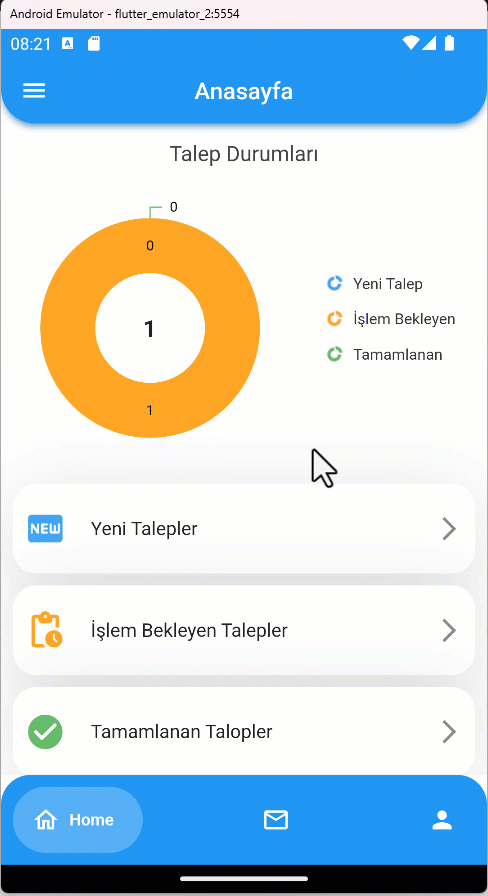 Android Emulator - flutter_emulator_2:5554
08:21 A
Anasayfa
Talep Durumları
0
0
1
1
Yeni Talep
İşlem Bekleyen
Tamamlanan
NEW Yeni Talepler
İşlem Bekleyen Talepler
Tamamlanan Talopler
Home